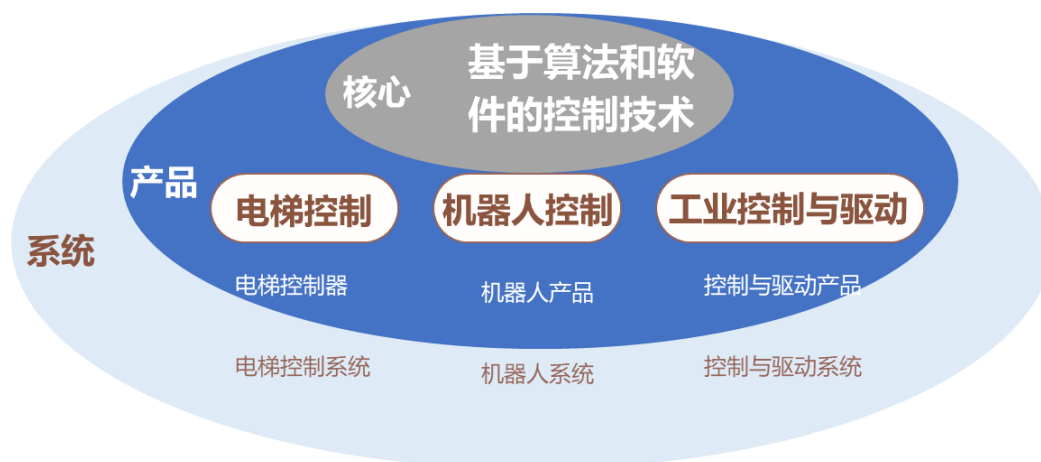 核心
基于算法和软
件的控制技术
产品
电梯控制
机器人控制
工业控制与驱动
系统
电梯控制器
机器人产品
控制与驱动产品
电梯控制系统
机器人系统
控制与驱动系统